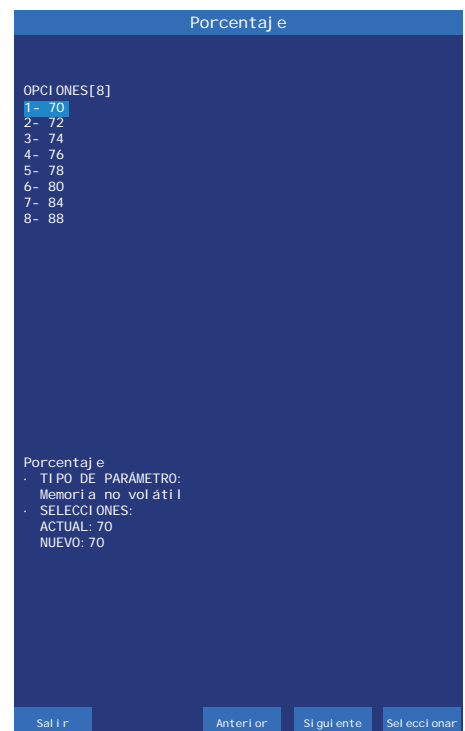 Porcentaje
OPCIONES[8]
1- 70
2- 72
3- 74
4- 76
5- 78
6- 80
7- 84
8- 88
Porcentaje
· TIPO DE PARÁMETRO:
Memoria no volátil
· SELECCIONES:
ACTUAL: 70
NUEVO: 70
Salir Anterior Siguiente Seleccionar